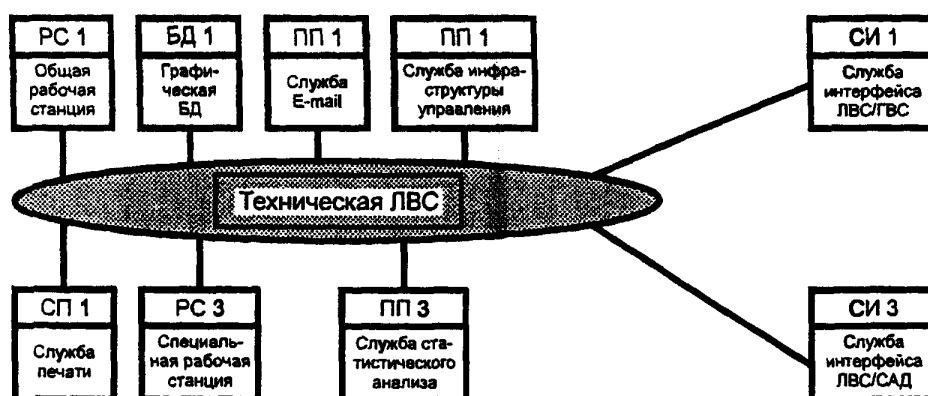 РС 1
Общая
рабочая
станция
БД 1
Графи-
ческая
БД
ПП 1
Служба
E-mail
ПП 1
Служба инфра-
структуры
управления
СИ 1
Служба
интерфейса
ЛВС/ГВС
Техническая ЛВС
СП 1
Служба
печати
РС 3
Специаль-
ная рабочая
станция
ПП 3
Служба ста-
тистического
анализа
СИ 3
Служба
интерфейса
ЛВС/САД